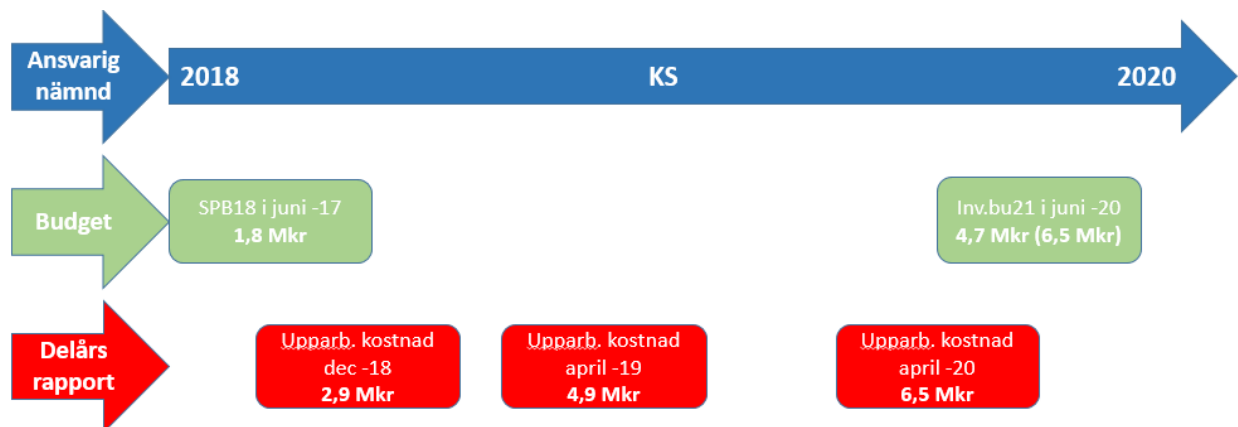 Ansvarig
nämnd
2018 KS 2020
Budget
SPB18 i juni -17
1,8 Mkr
Inv.bu21 i juni -20
4,7 Mkr (6,5 Mkr)
Delårs
rapport
Upparb. kostnad
dec -18
2,9 Mkr
Upparb. kostnad
april -19
4,9 Mkr
Upparb. kostnad
april -20
6,5 Mkr